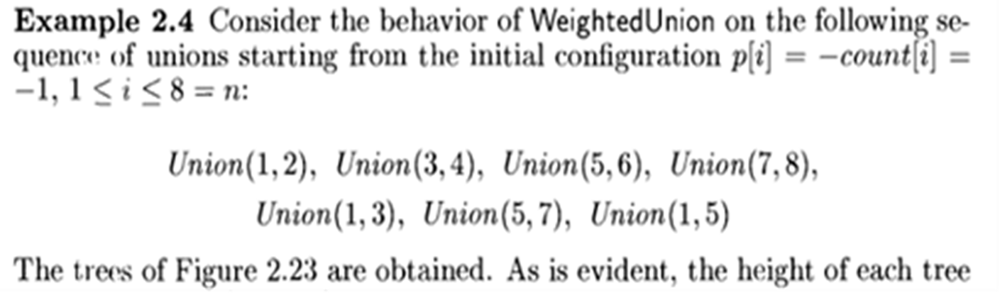 Example 2.4 Consider the behavior of WeightedUnion on the following se-
quence of unions starting from the initial configuration p[i] = −count[i] =
−1, 1 ≤ i ≤ 8 = n:
Union(1,2), Union(3,4), Union(5,6), Union(7,8),
Union(1,3), Union(5,7), Union(1,5)
The trees of Figure 2.23 are obtained. As is evident, the height of each tree